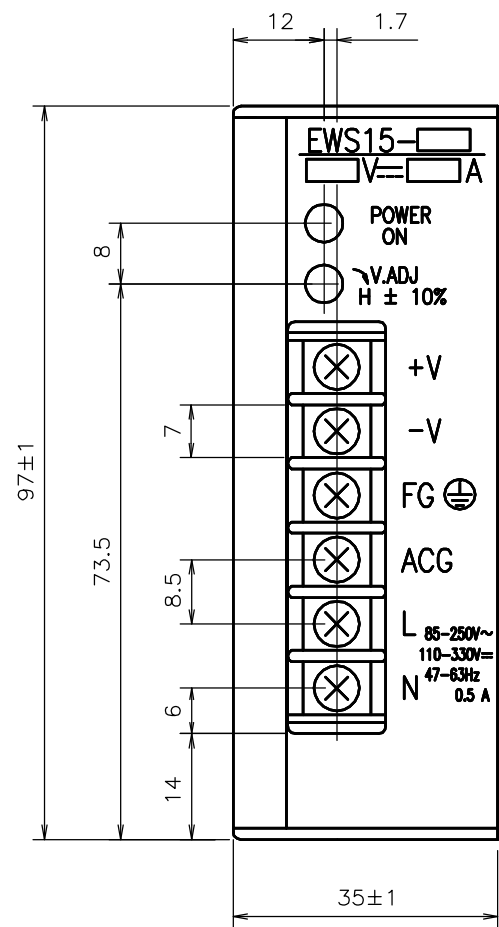 12
1.7
EWS15-
V⎓ A
POWER
ON
8
V.ADJ
H ± 10%
+V
7
-V
97±1
FG
73.5
ACG
8.5
L 85-250V~
110-330V⎓
47-63Hz
N 0.5 A
6
14
35±1